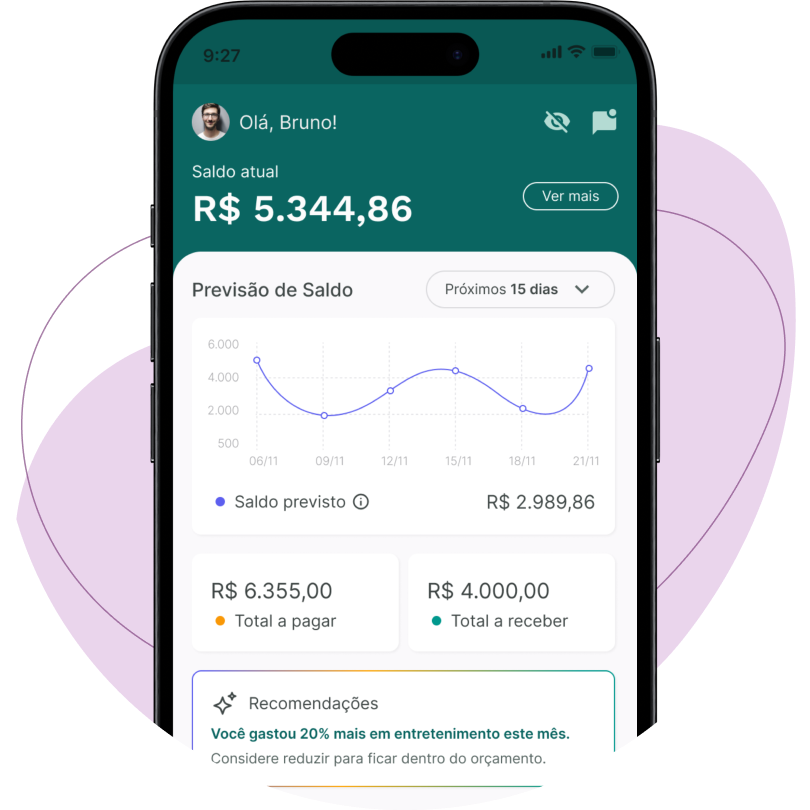 9:27
Olá, Bruno!
Saldo atual
R$ 5.344,86
Ver mais
Previsão de Saldo
Próximos 15 dias
6.000
4.000
2.000
500
06/11 09/11 12/11 15/11 18/11 21/11
Saldo previsto
R$ 2.989,86
R$ 6.355,00
Total a pagar
R$ 4.000,00
Total a receber
Recomendações
Você gastou 20% mais em entretenimento este mês.
Considere reduzir para ficar dentro do orçamento.